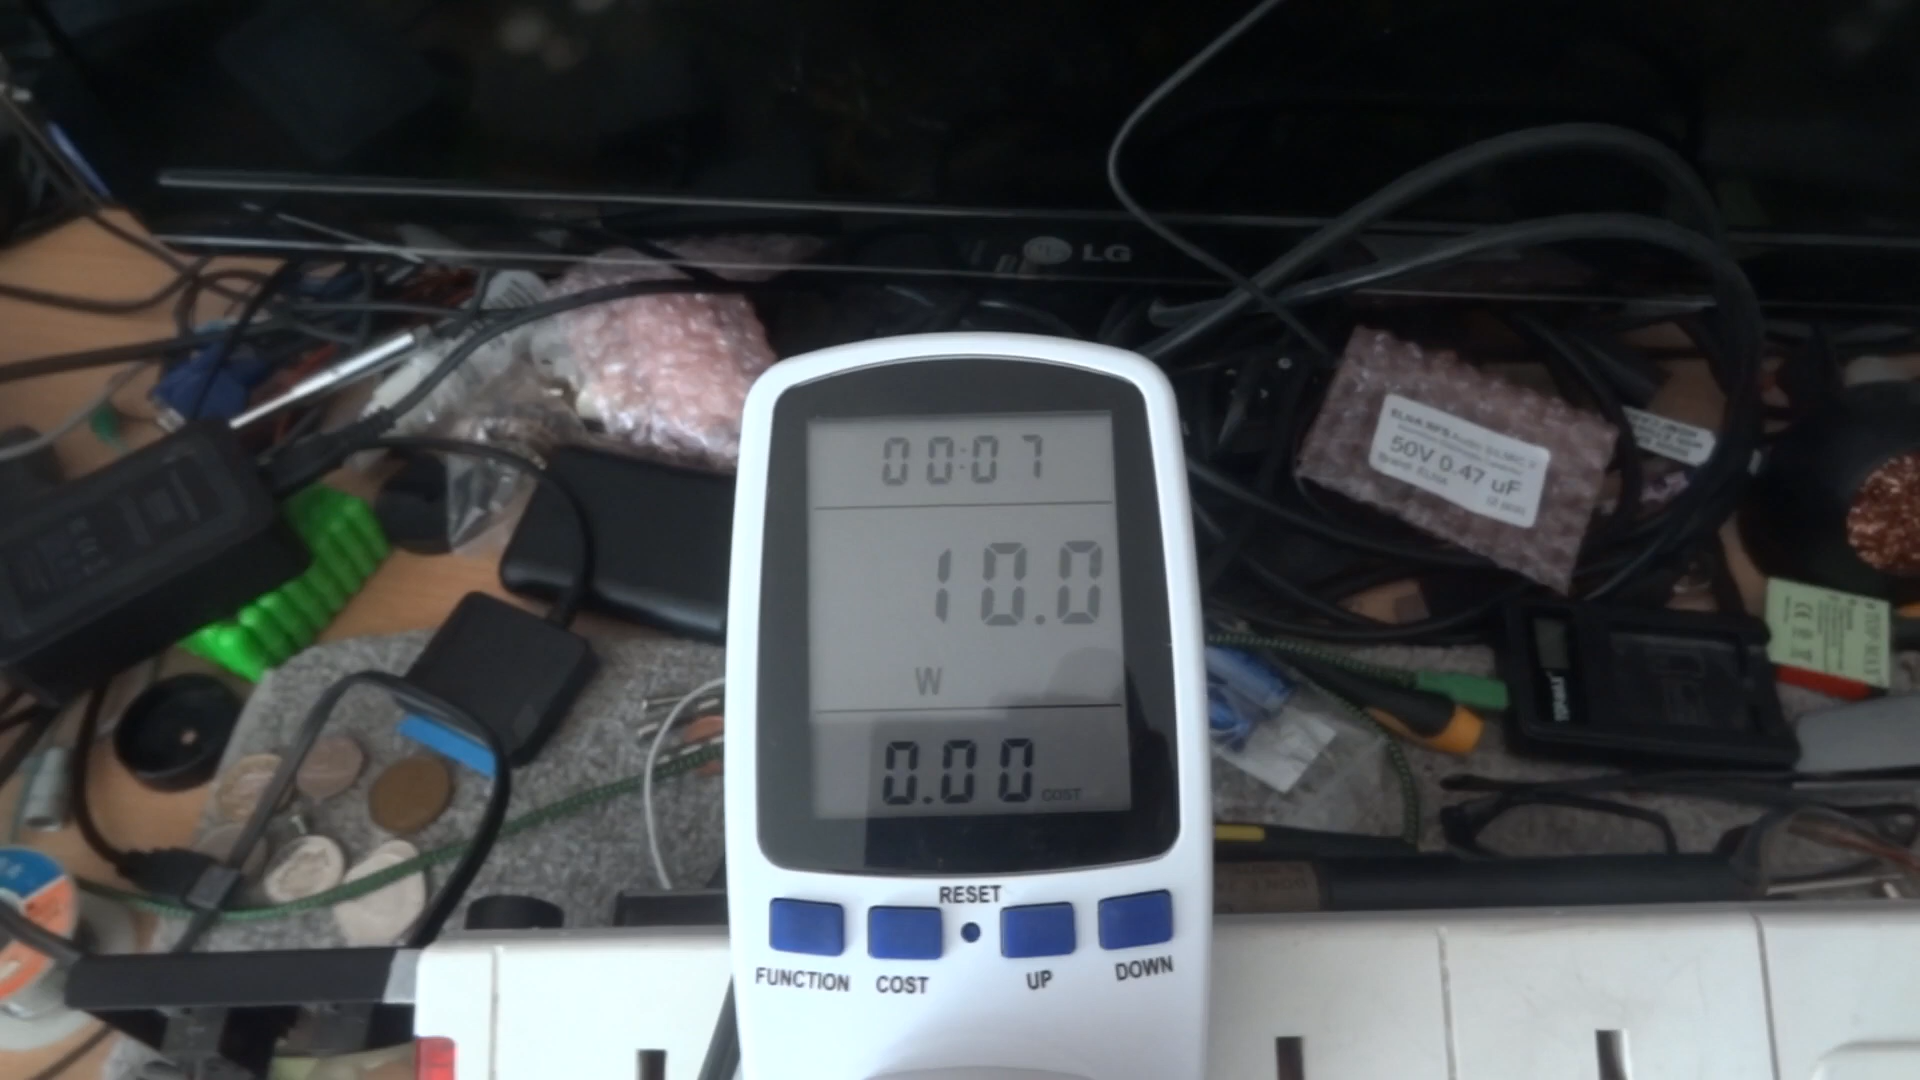 LG
00:07
10.0
W
0.00 COST
RESET
FUNCTION
COST
UP
DOWN
50V 0.47 uF